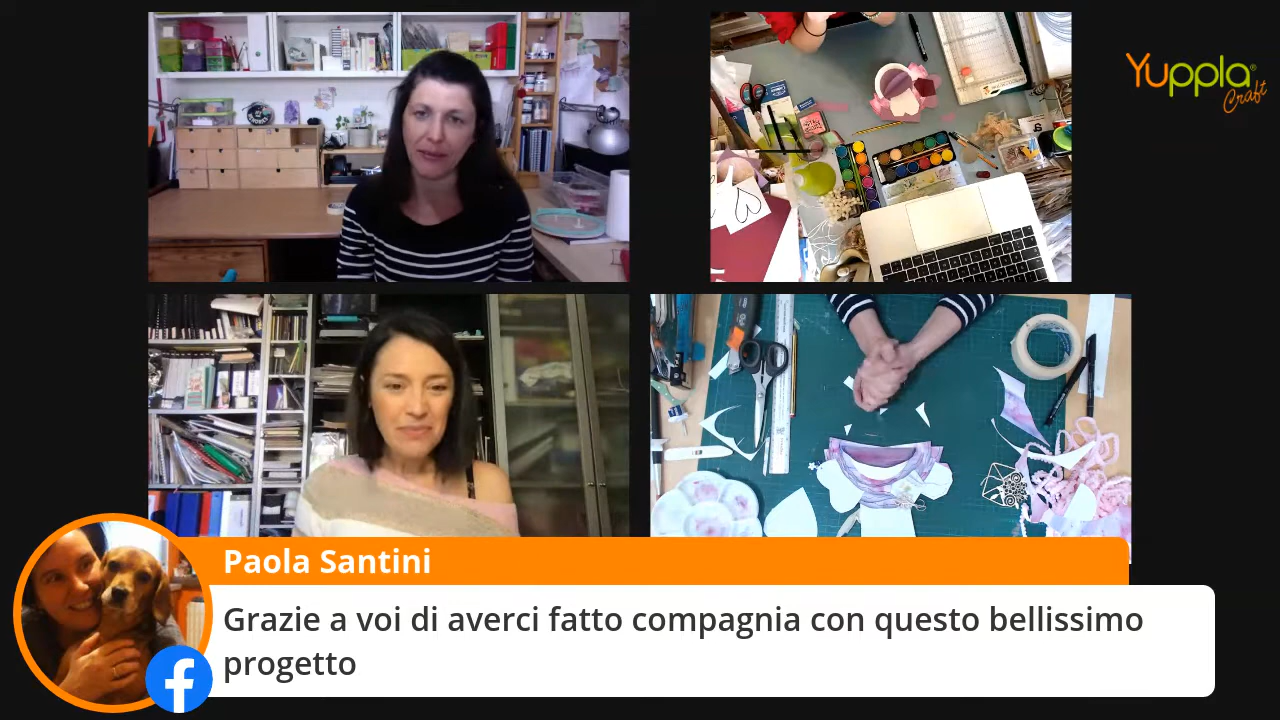 Yuppla®
Craft
Paola Santini
Grazie a voi di averci fatto compagnia con questo bellissimo
progetto